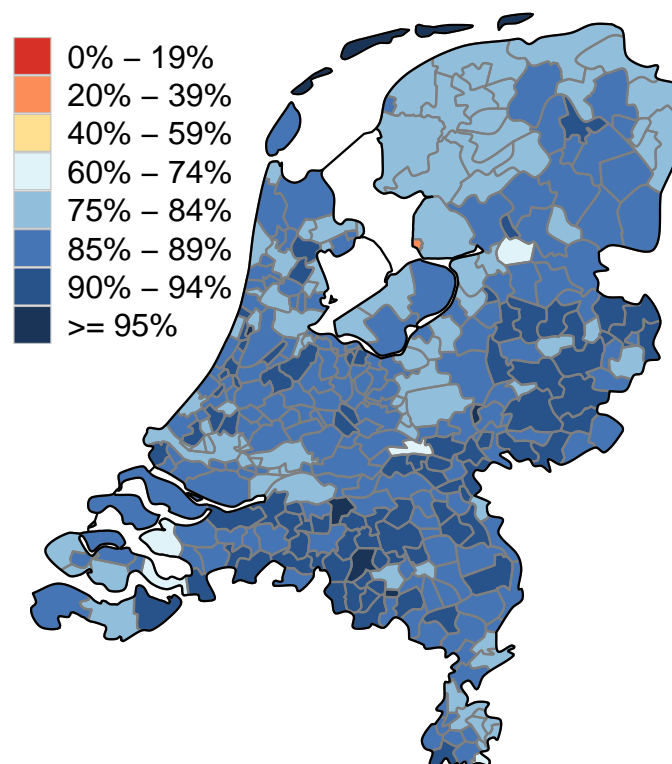 0% – 19%
20% – 39%
40% – 59%
60% – 74%
75% – 84%
85% – 89%
90% – 94%
>= 95%